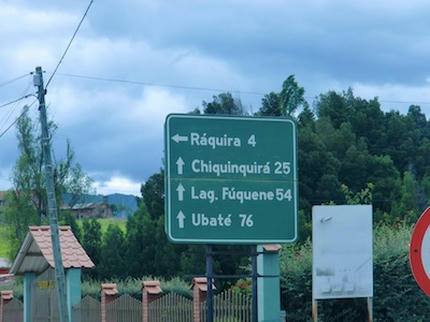 ← Ráquira 4
↑ Chiquinquirá 25
↑ Lag. Fúquene 54
↑ Ubaté 76